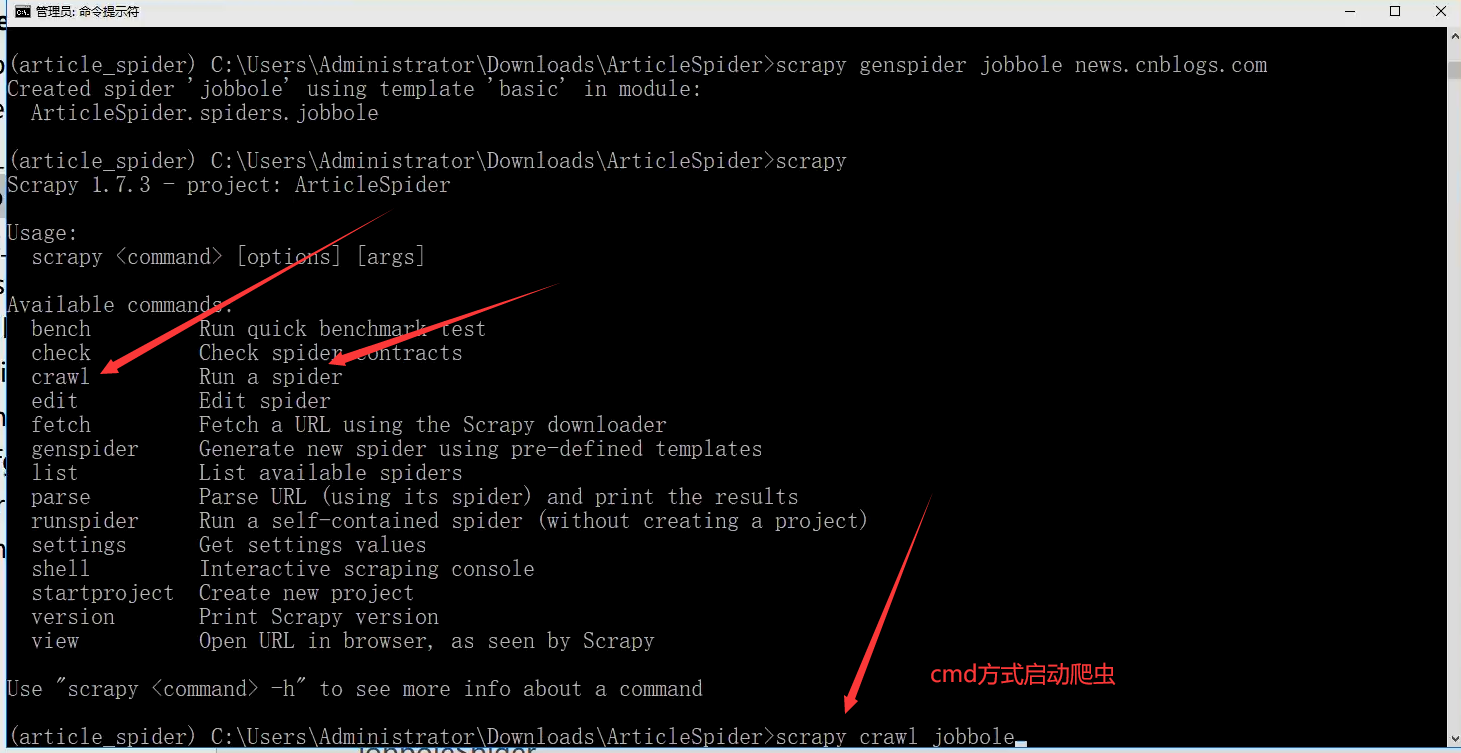 管理员: 命令提示符
(article_spider) C:\Users\Administrator\Downloads\ArticleSpider>scrapy genspider jobbole news.cnblogs.com
Created spider 'jobbole' using template 'basic' in module:
ArticleSpider.spiders.jobbole
(article_spider) C:\Users\Administrator\Downloads\ArticleSpider>scrapy
Scrapy 1.7.3 - project: ArticleSpider
Usage:
scrapy <command> [options] [args]
Available commands:
bench Run quick benchmark test
check Check spider contracts
crawl Run a spider
edit Edit spider
fetch Fetch a URL using the Scrapy downloader
genspider Generate new spider using pre-defined templates
list List available spiders
parse Parse URL (using its spider) and print the results
runspider Run a self-contained spider (without creating a project)
settings Get settings values
shell Interactive scraping console
startproject Create new project
version Print Scrapy version
view Open URL in browser, as seen by Scrapy
cmd方式启动爬虫
Use "scrapy <command> -h" to see more info about a command
(article_spider) C:\Users\Administrator\Downloads\ArticleSpider>scrapy crawl jobbole